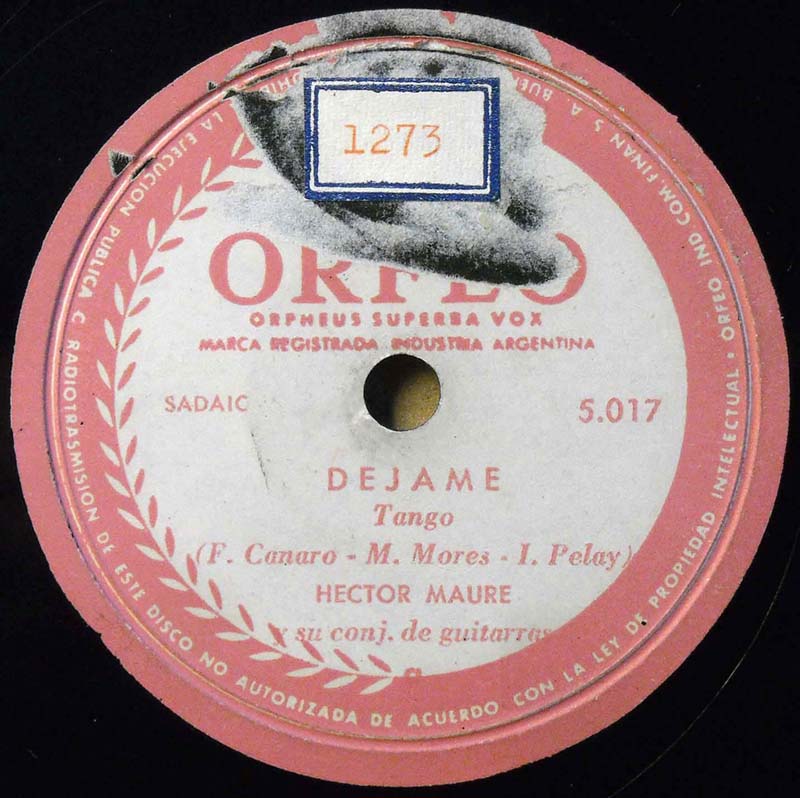 1273
ORFEO
ORPHEUS SUPERBA VOX
MARCA REGISTRADA INDUSTRIA ARGENTINA
SADAIC
5.017
DEJAME
Tango
(F. Canaro - M. Mores - I. Pelay)
HECTOR MAURE
y su conj. de guitarras
LA EJECUCION PUBLICA C RADIOTRASMISION DE ESTE DISCO NO AUTORIZADA DE ACUERDO CON LA LEY DE PROPIEDAD INTELECTUAL • ORFEO IND COM. FINAN S A. BUE